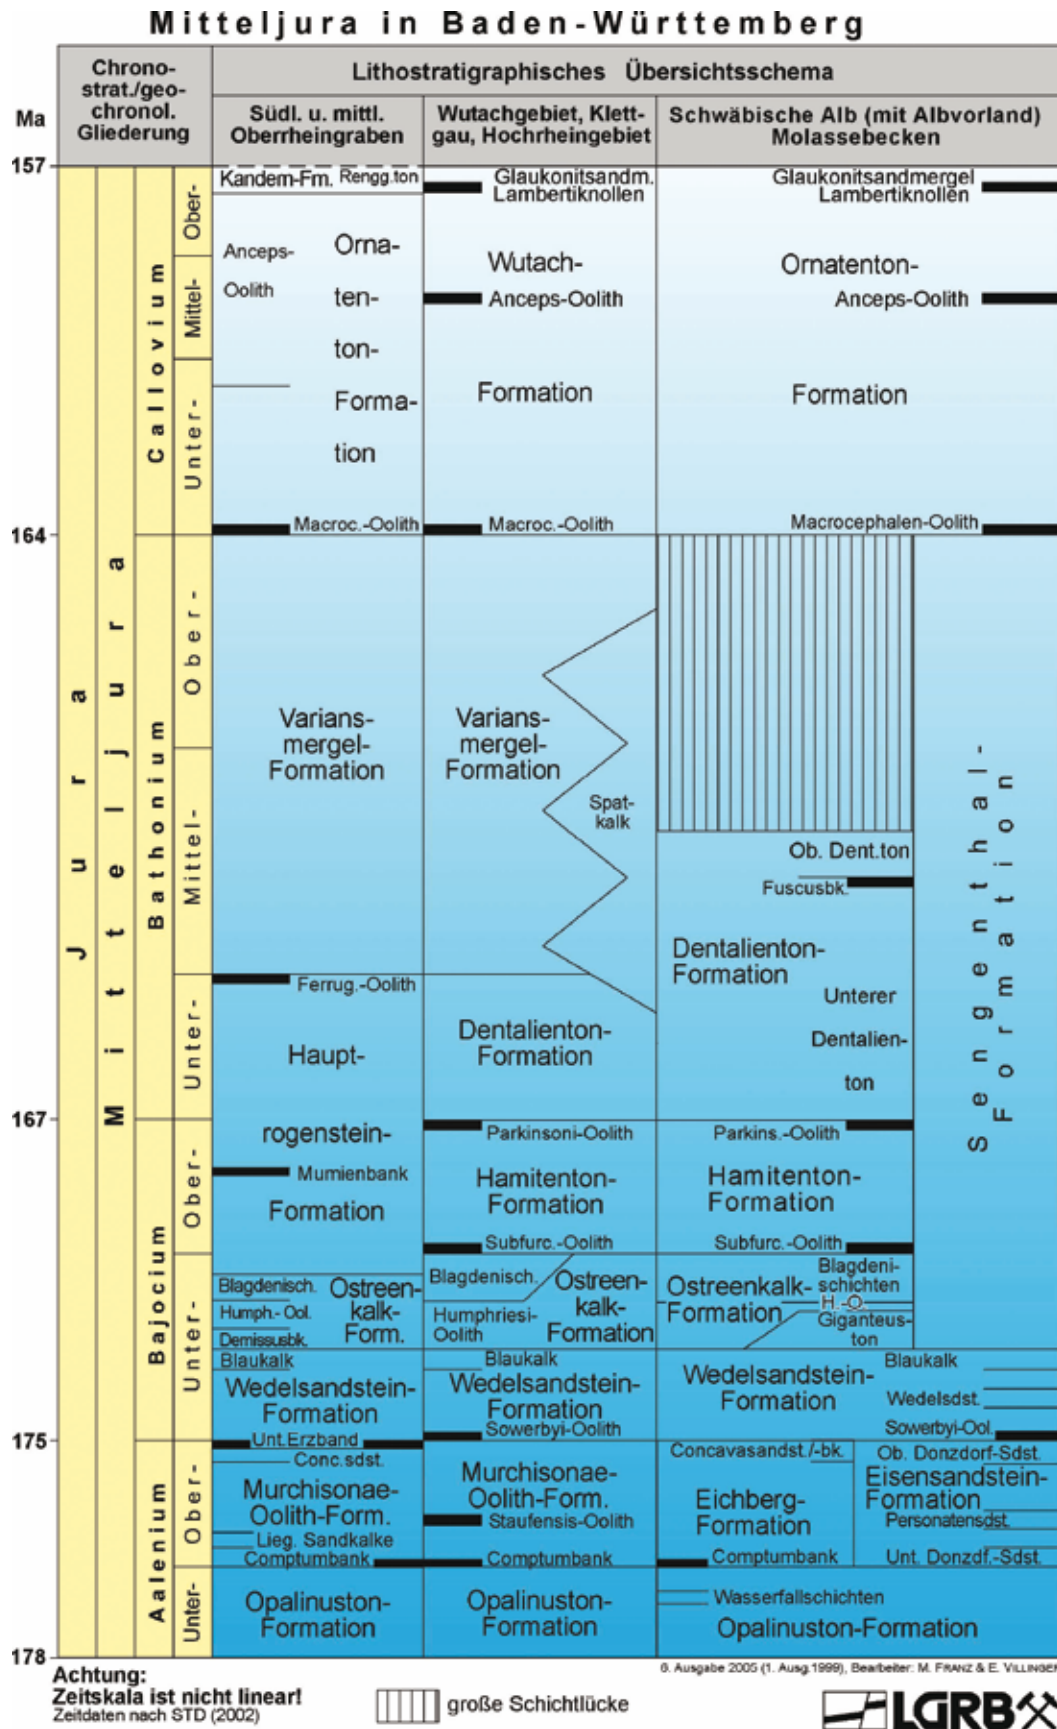 Mitteljura in Baden-Württemberg
Ma
Chrono-
strat./geo-
chronol.
Gliederung
Lithostratigraphisches Übersichtsschema
Südl. u. mittl.
Oberrheingraben
Wutachgebiet, Klett-
gau, Hochrheingebiet
Schwäbische Alb (mit Albvorland)
Molassebecken
157
164
167
175
178
Jura
Mitteljura
Callovium
Bathonium
Bajocium
Aalenium
Ober-
Mittel-
Unter-
Ober-
Mittel-
Unter-
Ober-
Unter-
Ober-
Unter-
Kandern-Fm. Rengg.ton
Anceps-
Oolith
Orna-
ten-
ton-
Forma-
tion
Macroc.-Oolith
Varians-
mergel-
Formation
Ferrug.-Oolith
Haupt-
rogenstein-
Mumienbank
Formation
Blagdenisch.
Humph.- Ool.
Demissusbk.
Ostreen-
kalk-
Form.
Blaukalk
Wedelsandstein-
Formation
Unt.Erzband
Conc.sdst.
Murchisonae-
Oolith-Form.
Lieg. Sandkalke
Comptumbank
Opalinuston-
Formation
Glaukonitsandm.
Lambertiknollen
Wutach-
Anceps-Oolith
Formation
Macroc.-Oolith
Varians-
mergel-
Formation
Spat-
kalk
Dentalienton-
Formation
Parkinsoni-Oolith
Hamitenton-
Formation
Subfurc.-Oolith
Blagdenisch.
Humphriesi-
Oolith
Ostreen-
kalk-
Formation
Blaukalk
Wedelsandstein-
Formation
Sowerbyi-Oolith
Murchisonae-
Oolith-Form.
Staufensis-Oolith
Comptumbank
Opalinuston-
Formation
Glaukonitsandmergel
Lambertiknollen
Ornatenton-
Anceps-Oolith
Formation
Macrocephalen-Oolith
Ob. Dent.ton
Fuscusbk.
Dentalienton-
Formation
Unterer
Dentalien-
ton
Sengenthal-
Formation
Parkins.-Oolith
Hamitenton-
Formation
Subfurc.-Oolith
Ostreenkalk-
Formation
Blagdeni-
schichten
H.-O.
Giganteus-
ton
Wedelsandstein-
Formation
Blaukalk
Wedelsdst.
Sowerbyi-Ool.
Concavasandst./-bk.
Eichberg-
Formation
Comptumbank
Ob. Donzdorf-Sdst.
Eisensandstein-
Formation
Personatensdst.
Unt. Donzdf.-Sdst.
Wasserfallschichten
Opalinuston-Formation
Achtung:
Zeitskala ist nicht linear!
Zeitdaten nach STD (2002)
große Schichtlücke
6. Ausgabe 2005 (1. Ausg.1999), Bearbeiter: M. FRANZ & E. VILLINGER
LGRB